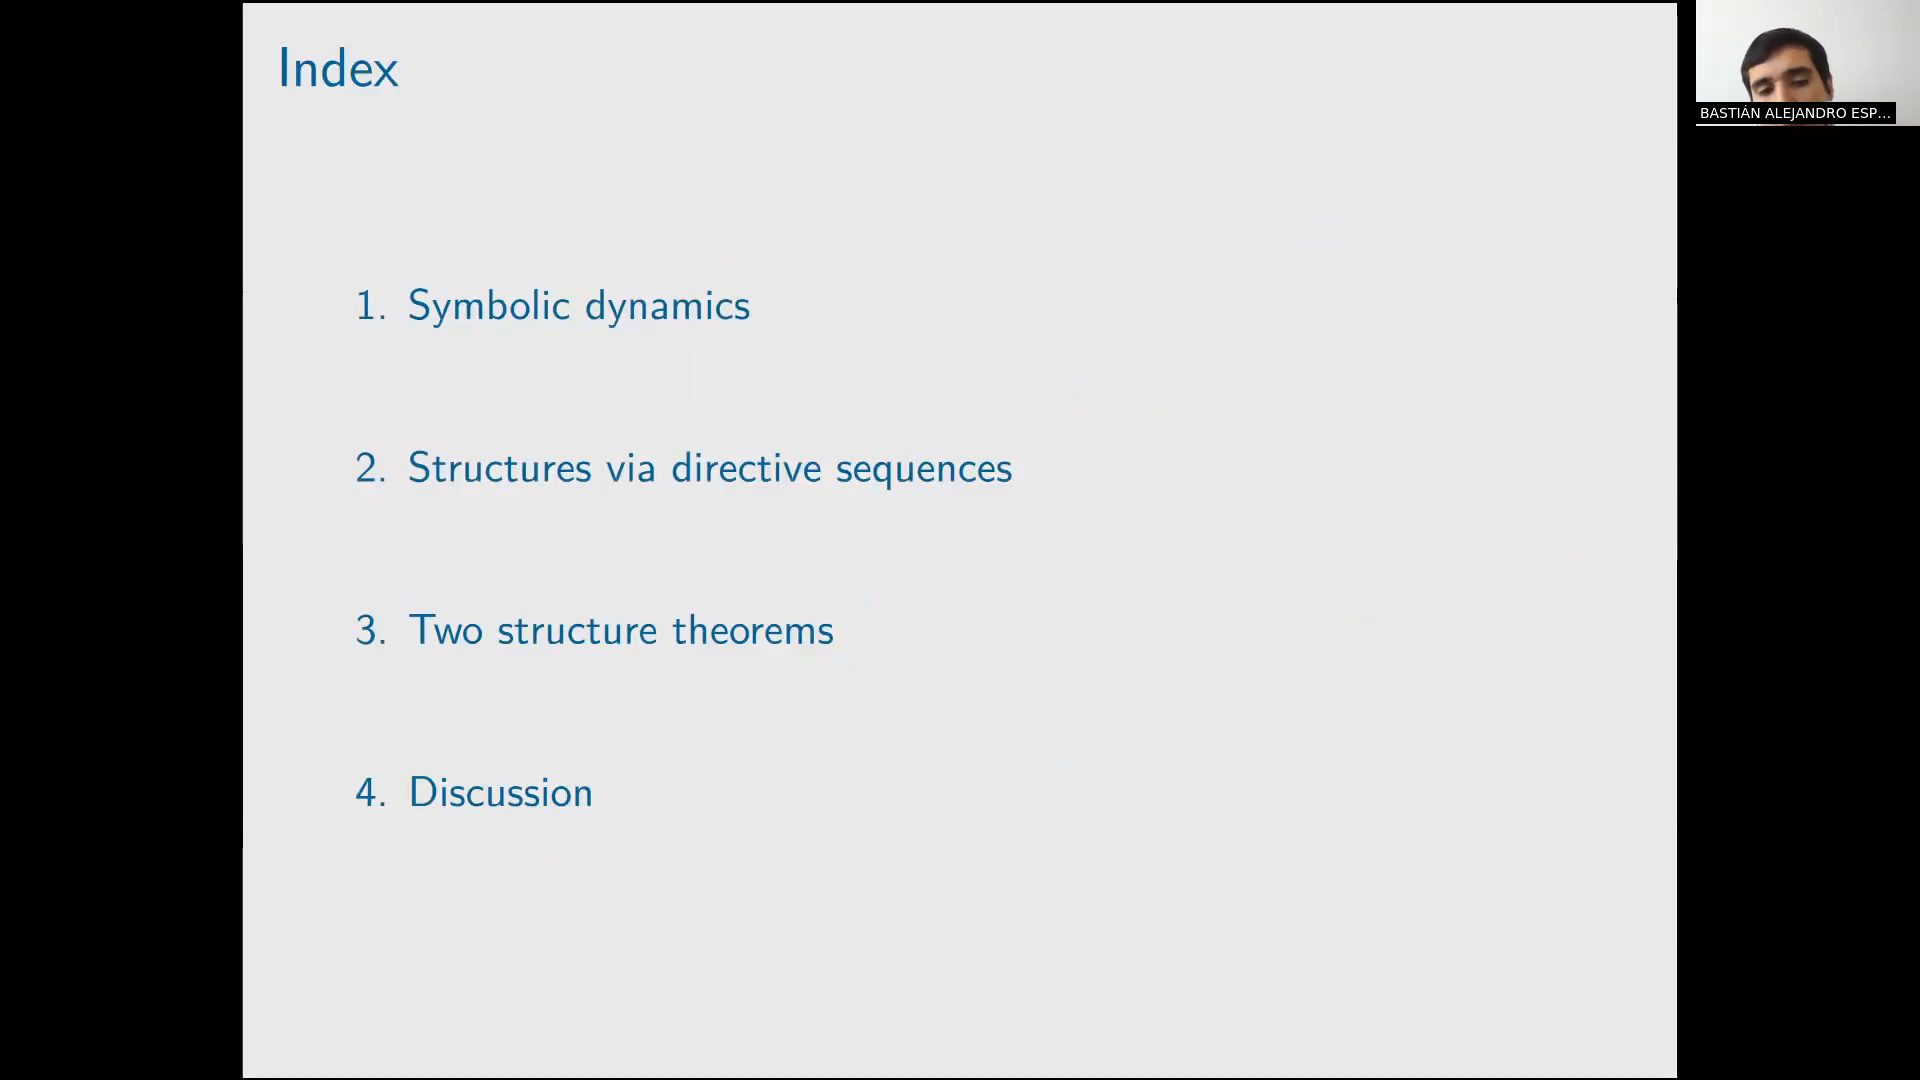 Index
BASTIÁN ALEJANDRO ESP...
1. Symbolic dynamics
2. Structures via directive sequences
3. Two structure theorems
4. Discussion